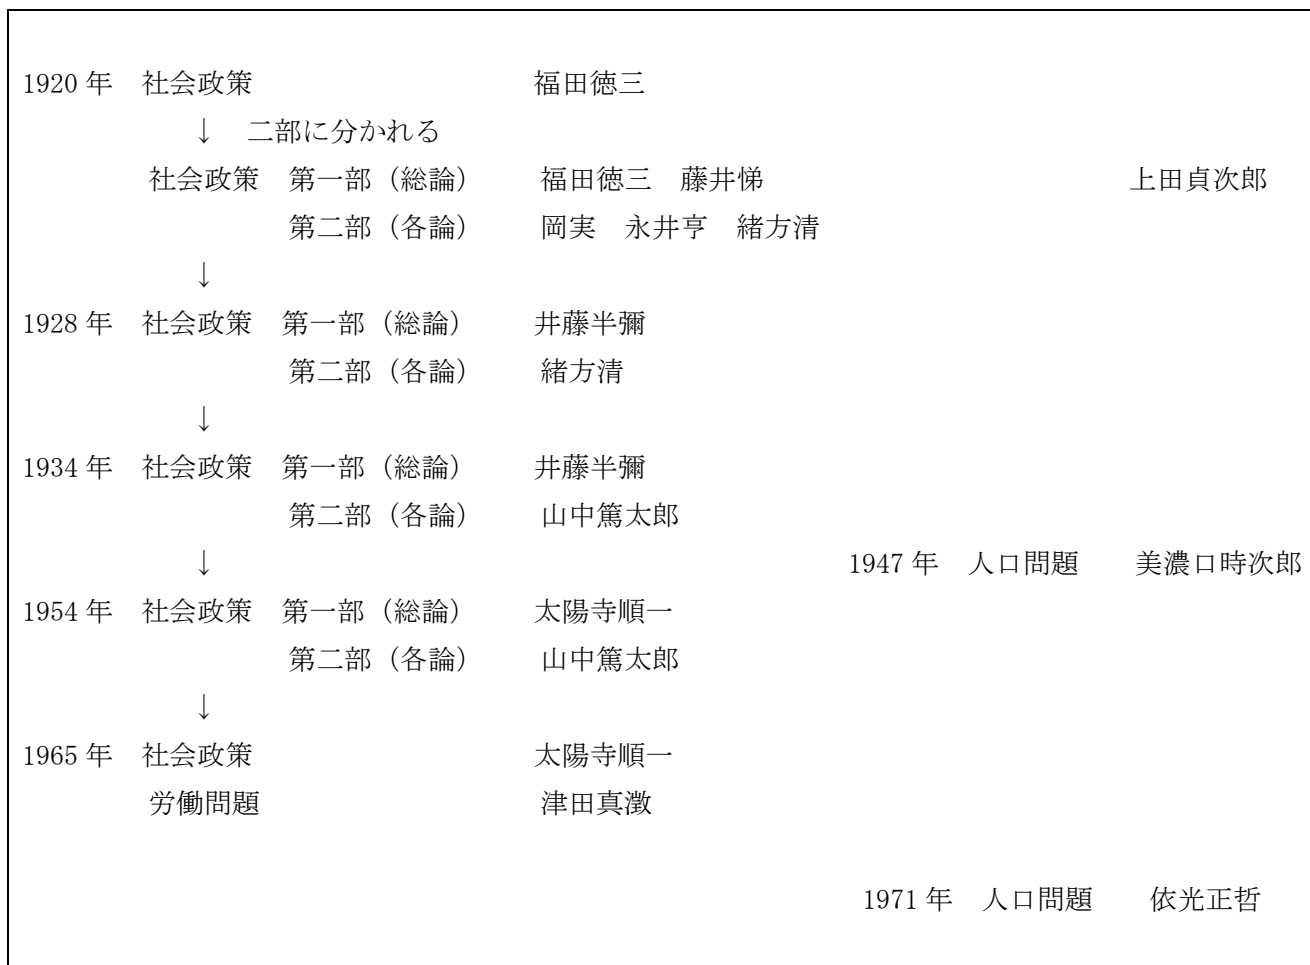 1920 年 社会政策 福田徳三
↓ 二部に分かれる
社会政策 第一部（総論） 福田徳三 藤井悌 上田貞次郎
第二部（各論） 岡実 永井亨 緒方清
↓
1928 年 社会政策 第一部（総論） 井藤半彌
第二部（各論） 緒方清
↓
1934 年 社会政策 第一部（総論） 井藤半彌
第二部（各論） 山中篤太郎
↓ 1947 年 人口問題 美濃口時次郎
1954 年 社会政策 第一部（総論） 太陽寺順一
第二部（各論） 山中篤太郎
↓
1965 年 社会政策 太陽寺順一
労働問題 津田真澂
1971 年 人口問題 依光正哲